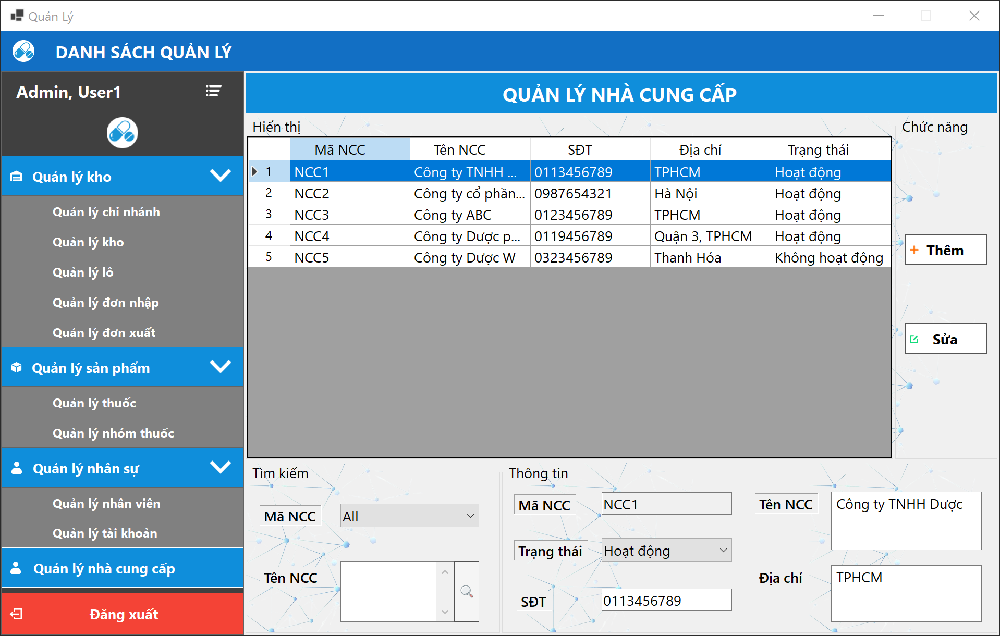 Quản Lý
DANH SÁCH QUẢN LÝ
Admin, User1
Quản lý kho
Quản lý chi nhánh
Quản lý kho
Quản lý lô
Quản lý đơn nhập
Quản lý đơn xuất
Quản lý sản phẩm
Quản lý thuốc
Quản lý nhóm thuốc
Quản lý nhân sự
Quản lý nhân viên
Quản lý tài khoản
Quản lý nhà cung cấp
Đăng xuất
QUẢN LÝ NHÀ CUNG CẤP
Hiển thị
Mã NCC Tên NCC SĐT Địa chỉ Trạng thái
1 NCC1 Công ty TNHH ... 0113456789 TPHCM Hoạt động
2 NCC2 Công ty cổ phần... 0987654321 Hà Nội Hoạt động
3 NCC3 Công ty ABC 0123456789 TPHCM Hoạt động
4 NCC4 Công ty Dược p... 0119456789 Quận 3, TPHCM Hoạt động
5 NCC5 Công ty Dược W 0323456789 Thanh Hóa Không hoạt động
Chức năng
Thêm
Sửa
Tìm kiếm
Mã NCC All
Tên NCC
Thông tin
Mã NCC NCC1
Trạng thái Hoạt động
SĐT 0113456789
Tên NCC Công ty TNHH Dược
Địa chỉ TPHCM